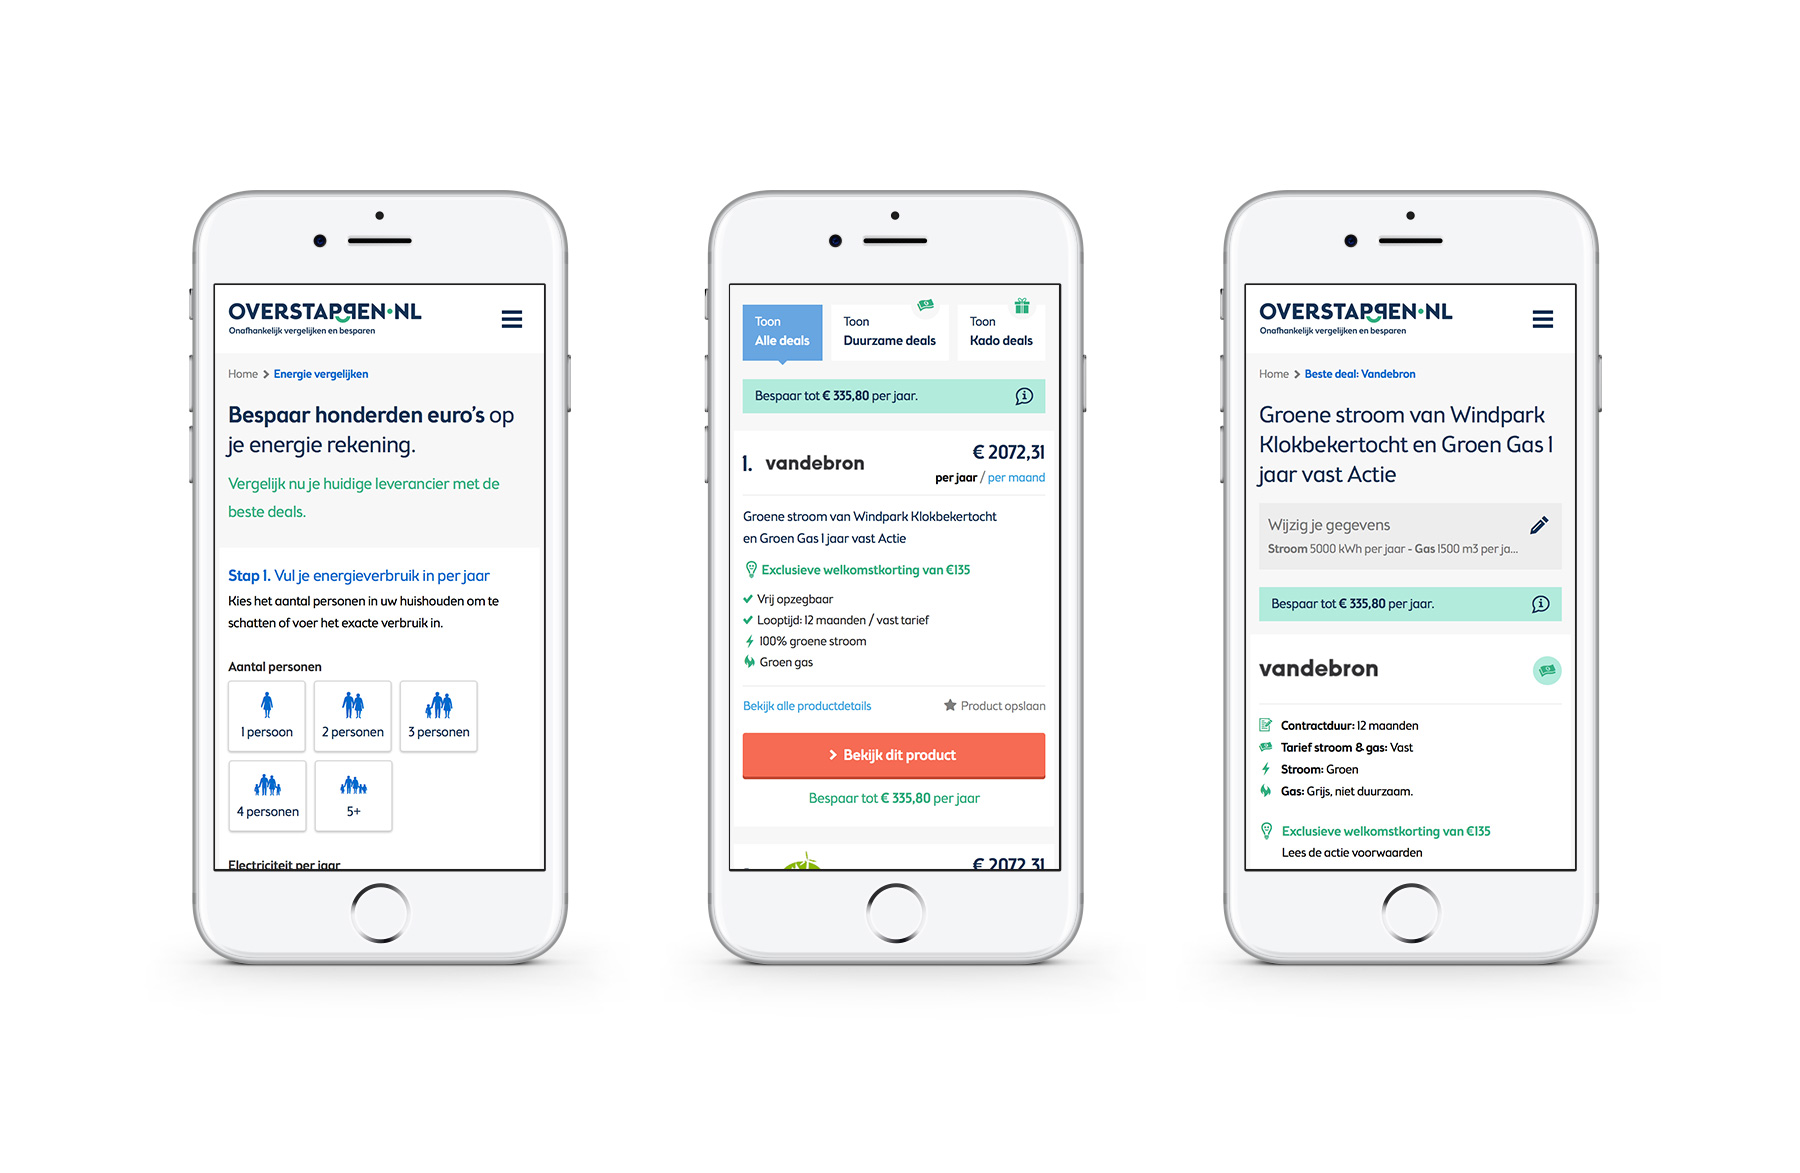 OVERSTAPPEN·NL
Onafhankelijk vergelijken en besparen
Home > Energie vergelijken
Bespaar honderden euro's op
je energie rekening.
Vergelijk nu je huidige leverancier met de
beste deals.
Stap 1. Vul je energieverbruik in per jaar
Kies het aantal personen in uw huishouden om te
schatten of voer het exacte verbruik in.
Aantal personen
1 persoon
2 personen
3 personen
4 personen
5+
Electriciteit per jaar
Toon
Alle deals
Toon
Duurzame deals
Toon
Kado deals
Bespaar tot € 335,80 per jaar.
1. vandebron
€ 2072,31
per jaar / per maand
Groene stroom van Windpark Klokbekertocht
en Groen Gas 1 jaar vast Actie
Exclusieve welkomstkorting van €135
Vrij opzegbaar
Looptijd: 12 maanden / vast tarief
100% groene stroom
Groen gas
Bekijk alle productdetails
Product opslaan
> Bekijk dit product
Bespaar tot € 335,80 per jaar
€ 2072,31
OVERSTAPPEN·NL
Onafhankelijk vergelijken en besparen
Home > Beste deal: Vandebron
Groene stroom van Windpark
Klokbekertocht en Groen Gas 1
jaar vast Actie
Wijzig je gegevens
Stroom 5000 kWh per jaar - Gas 1500 m3 per ja...
Bespaar tot € 335,80 per jaar.
vandebron
Contractduur: 12 maanden
Tarief stroom & gas: Vast
Stroom: Groen
Gas: Grijs, niet duurzaam.
Exclusieve welkomstkorting van €135
Lees de actie voorwaarden